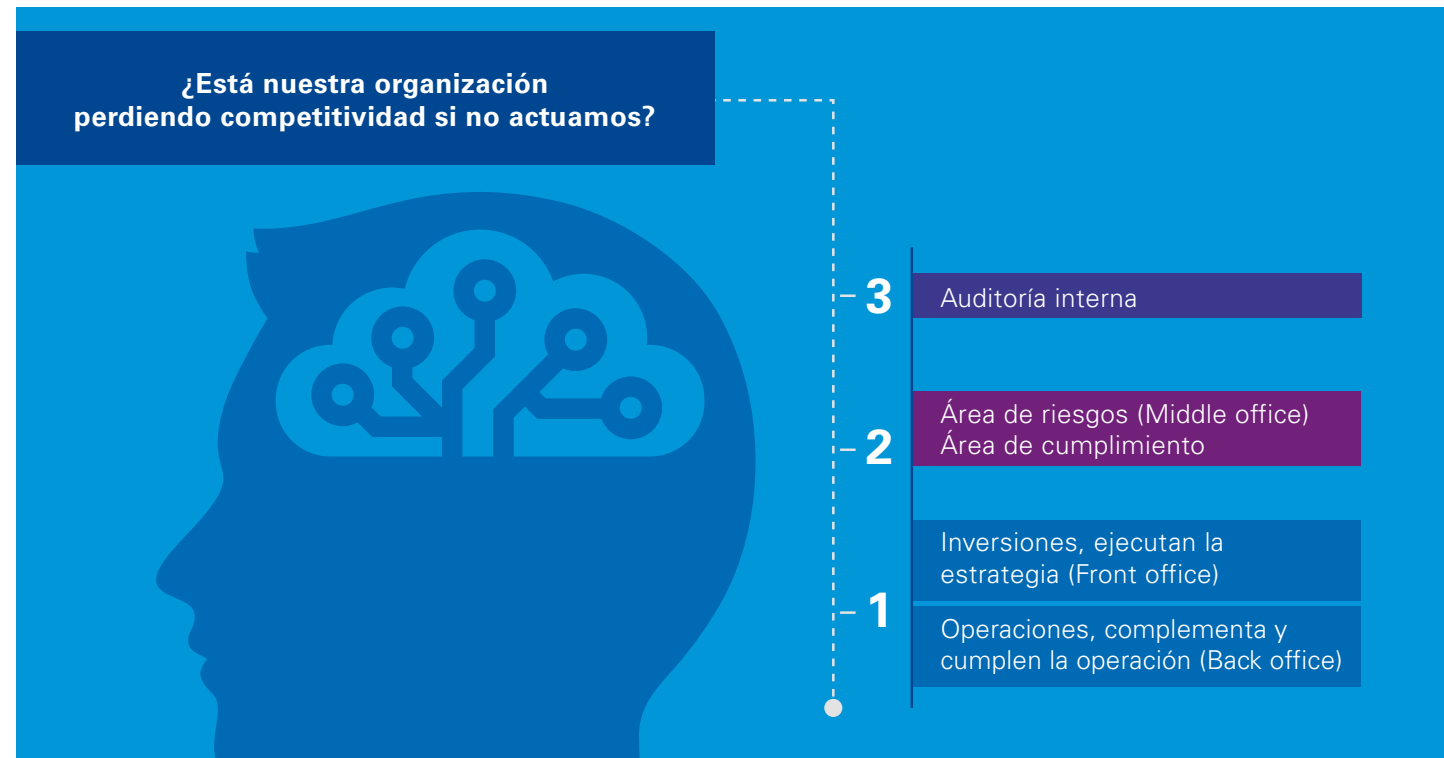 ¿Está nuestra organización
perdiendo competitividad si no actuamos?
3
Auditoría interna
2
Área de riesgos (Middle office)
Área de cumplimiento
1
Inversiones, ejecutan la
estrategia (Front office)
Operaciones, complementa y
cumplen la operación (Back office)